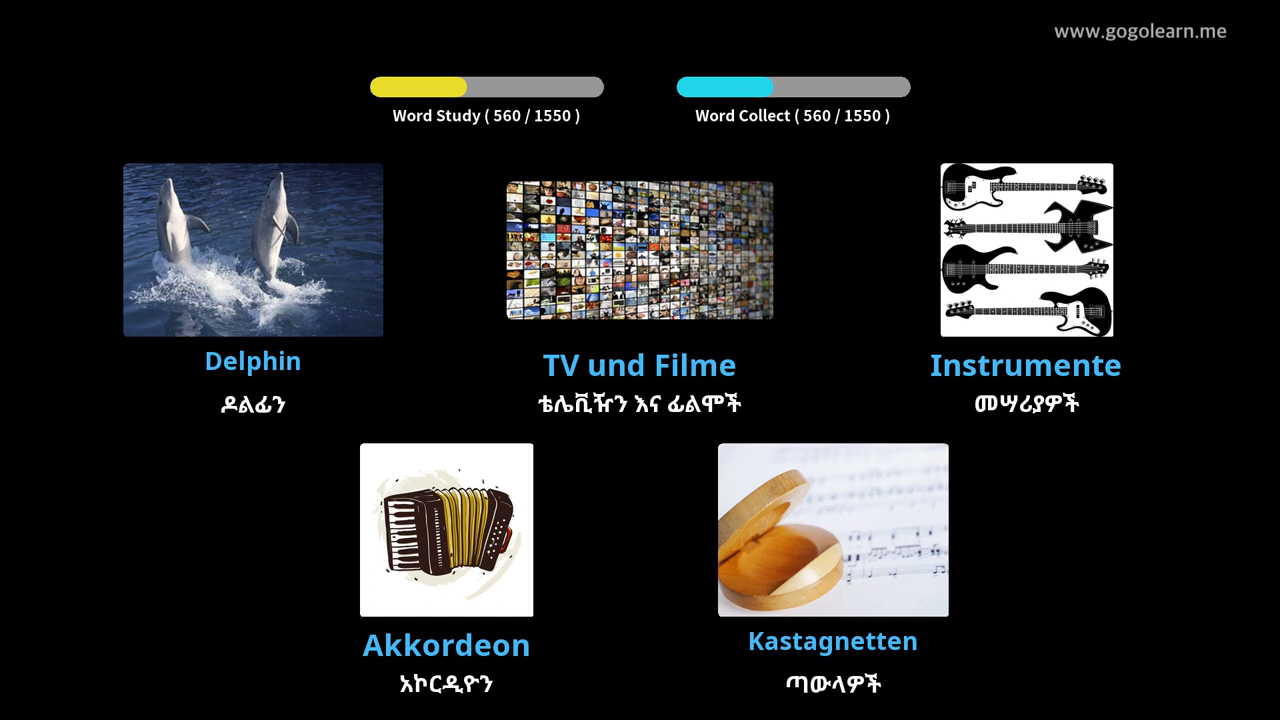 www.gogolearn.me
Word Study ( 560 / 1550 )
Word Collect ( 560 / 1550 )
Delphin
ዶልፊን
TV und Filme
ቴሌቪዥን እና ፊልሞች
Instrumente
መሣሪያዎች
Akkordeon
አኮርዲዮን
Kastagnetten
ጣውላዎች